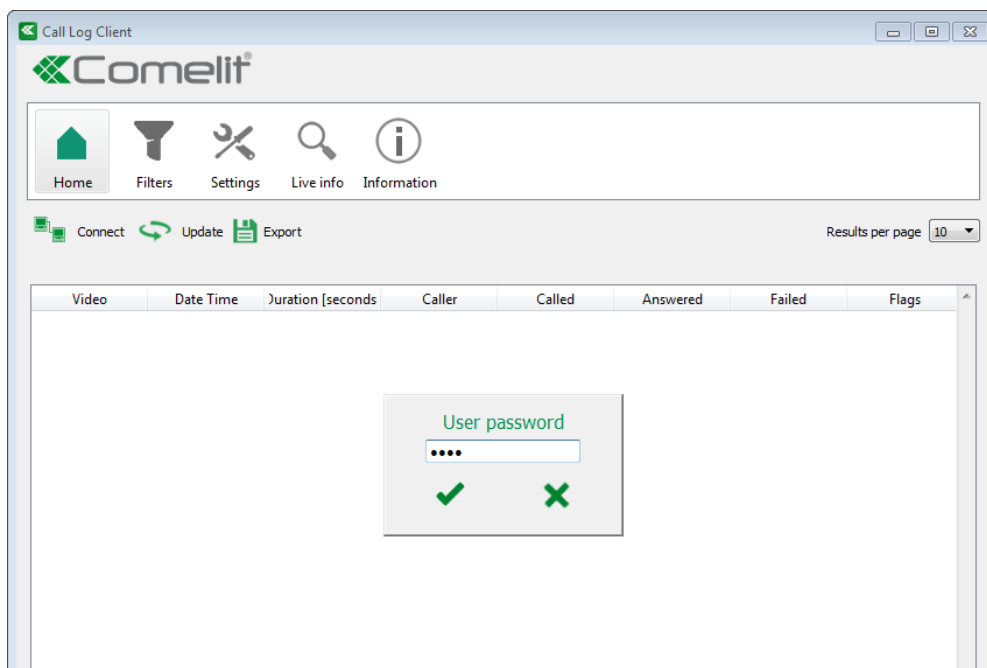 Call Log Client
Comelit®
Home Filters Settings Live info Information
Connect Update Export Results per page 10
Video Date Time Duration [seconds Caller Called Answered Failed Flags
User password
••••